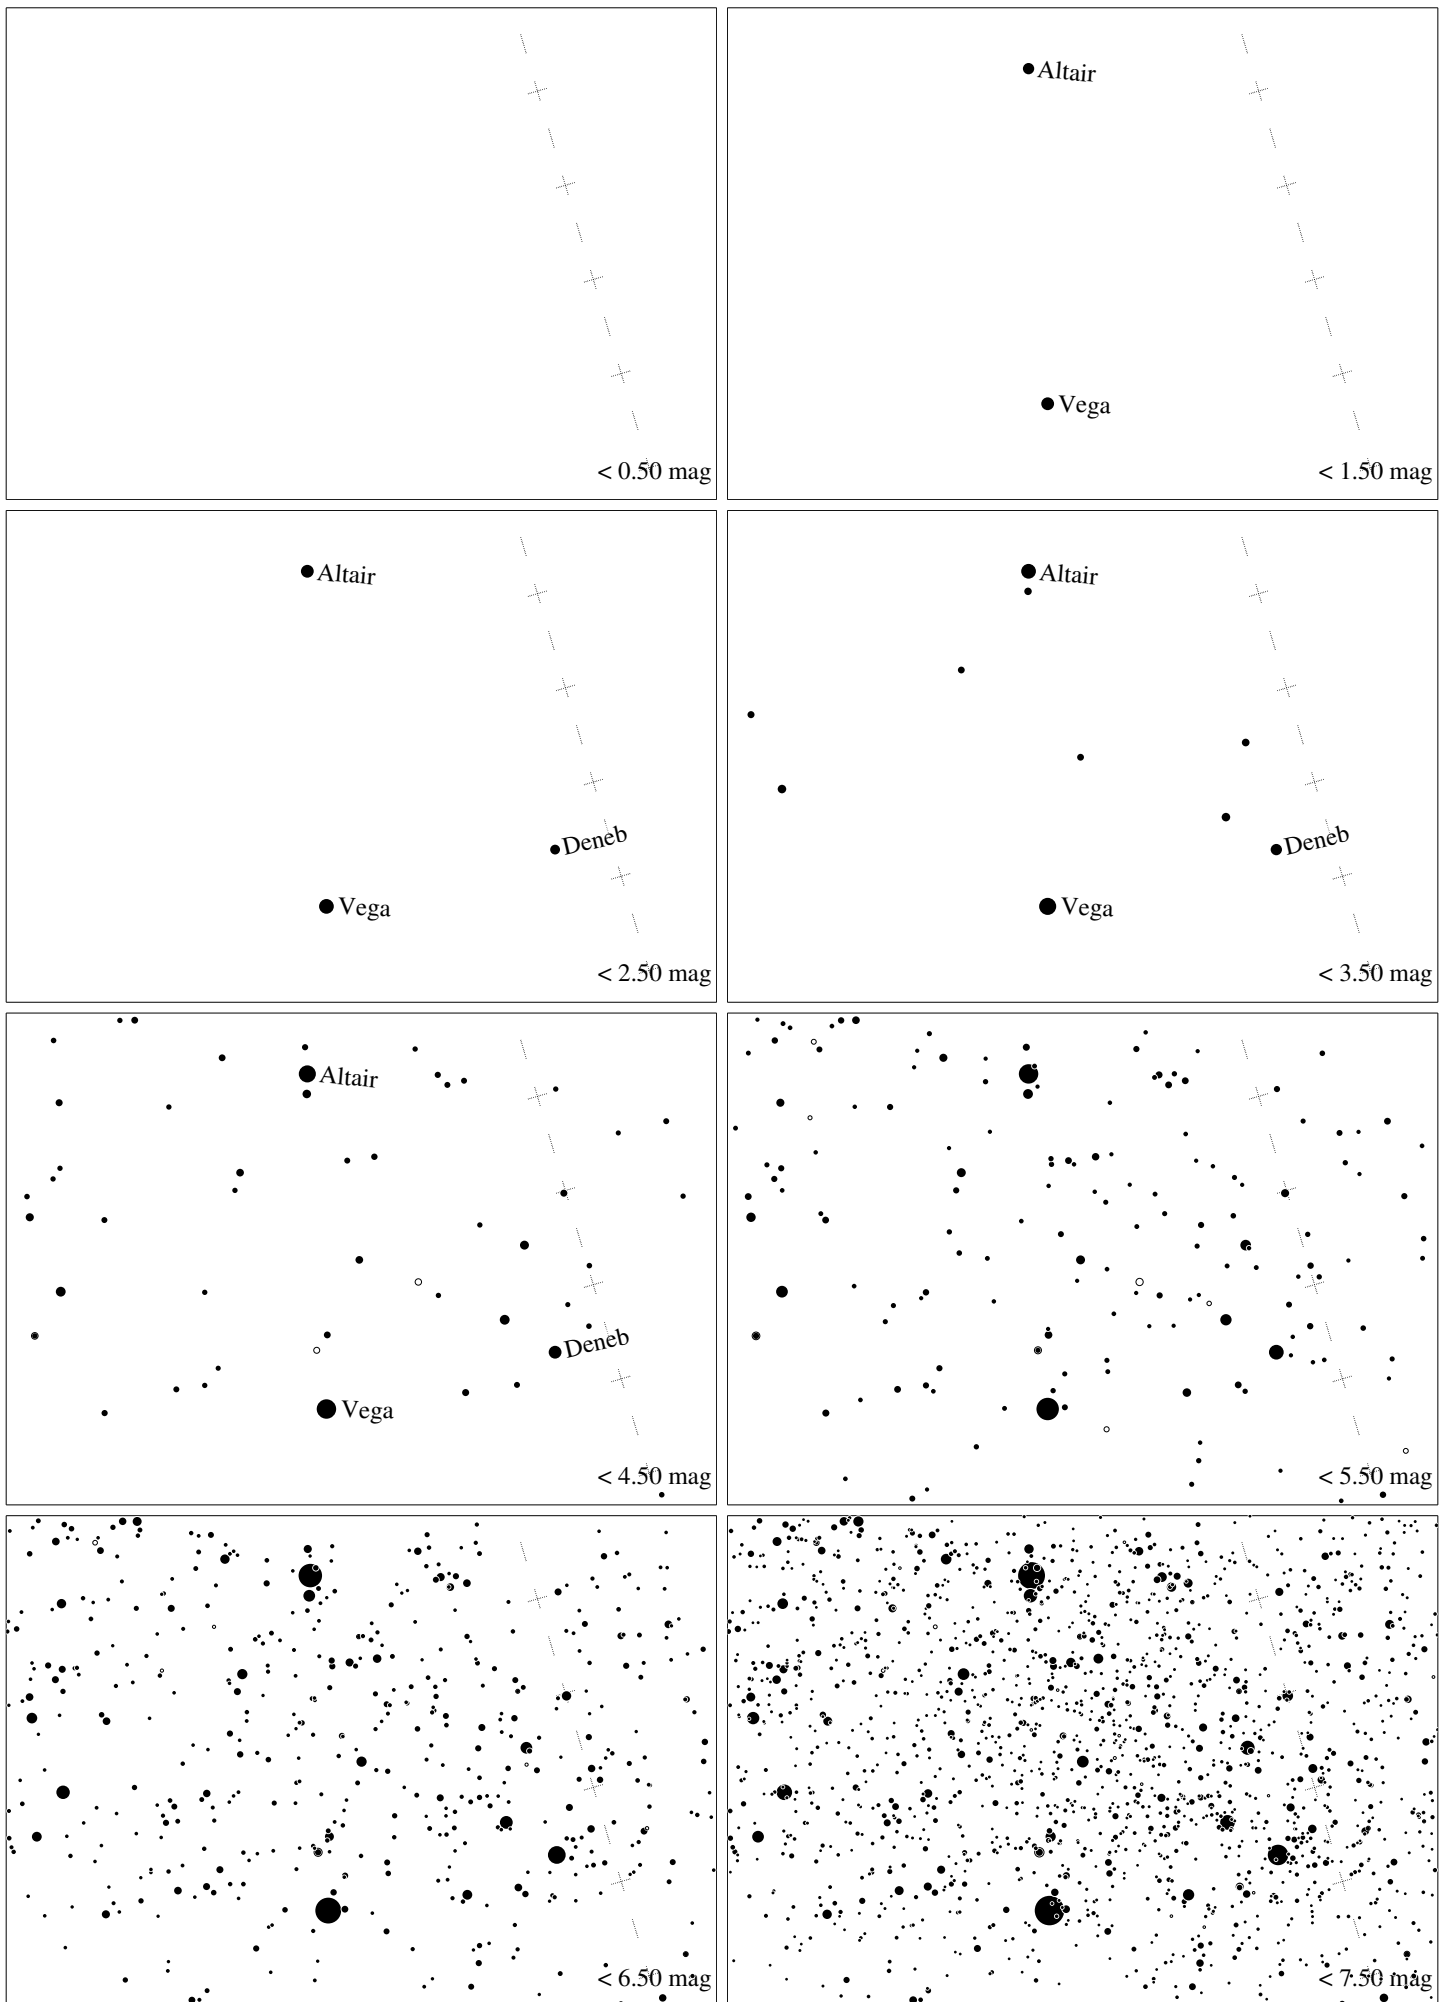 < 0.50 mag
Altair
Vega
< 1.50 mag
Altair
Deneb
Vega
< 2.50 mag
Altair
Deneb
Vega
< 3.50 mag
Altair
Deneb
Vega
< 4.50 mag
< 5.50 mag
< 6.50 mag
< 7.50 mag